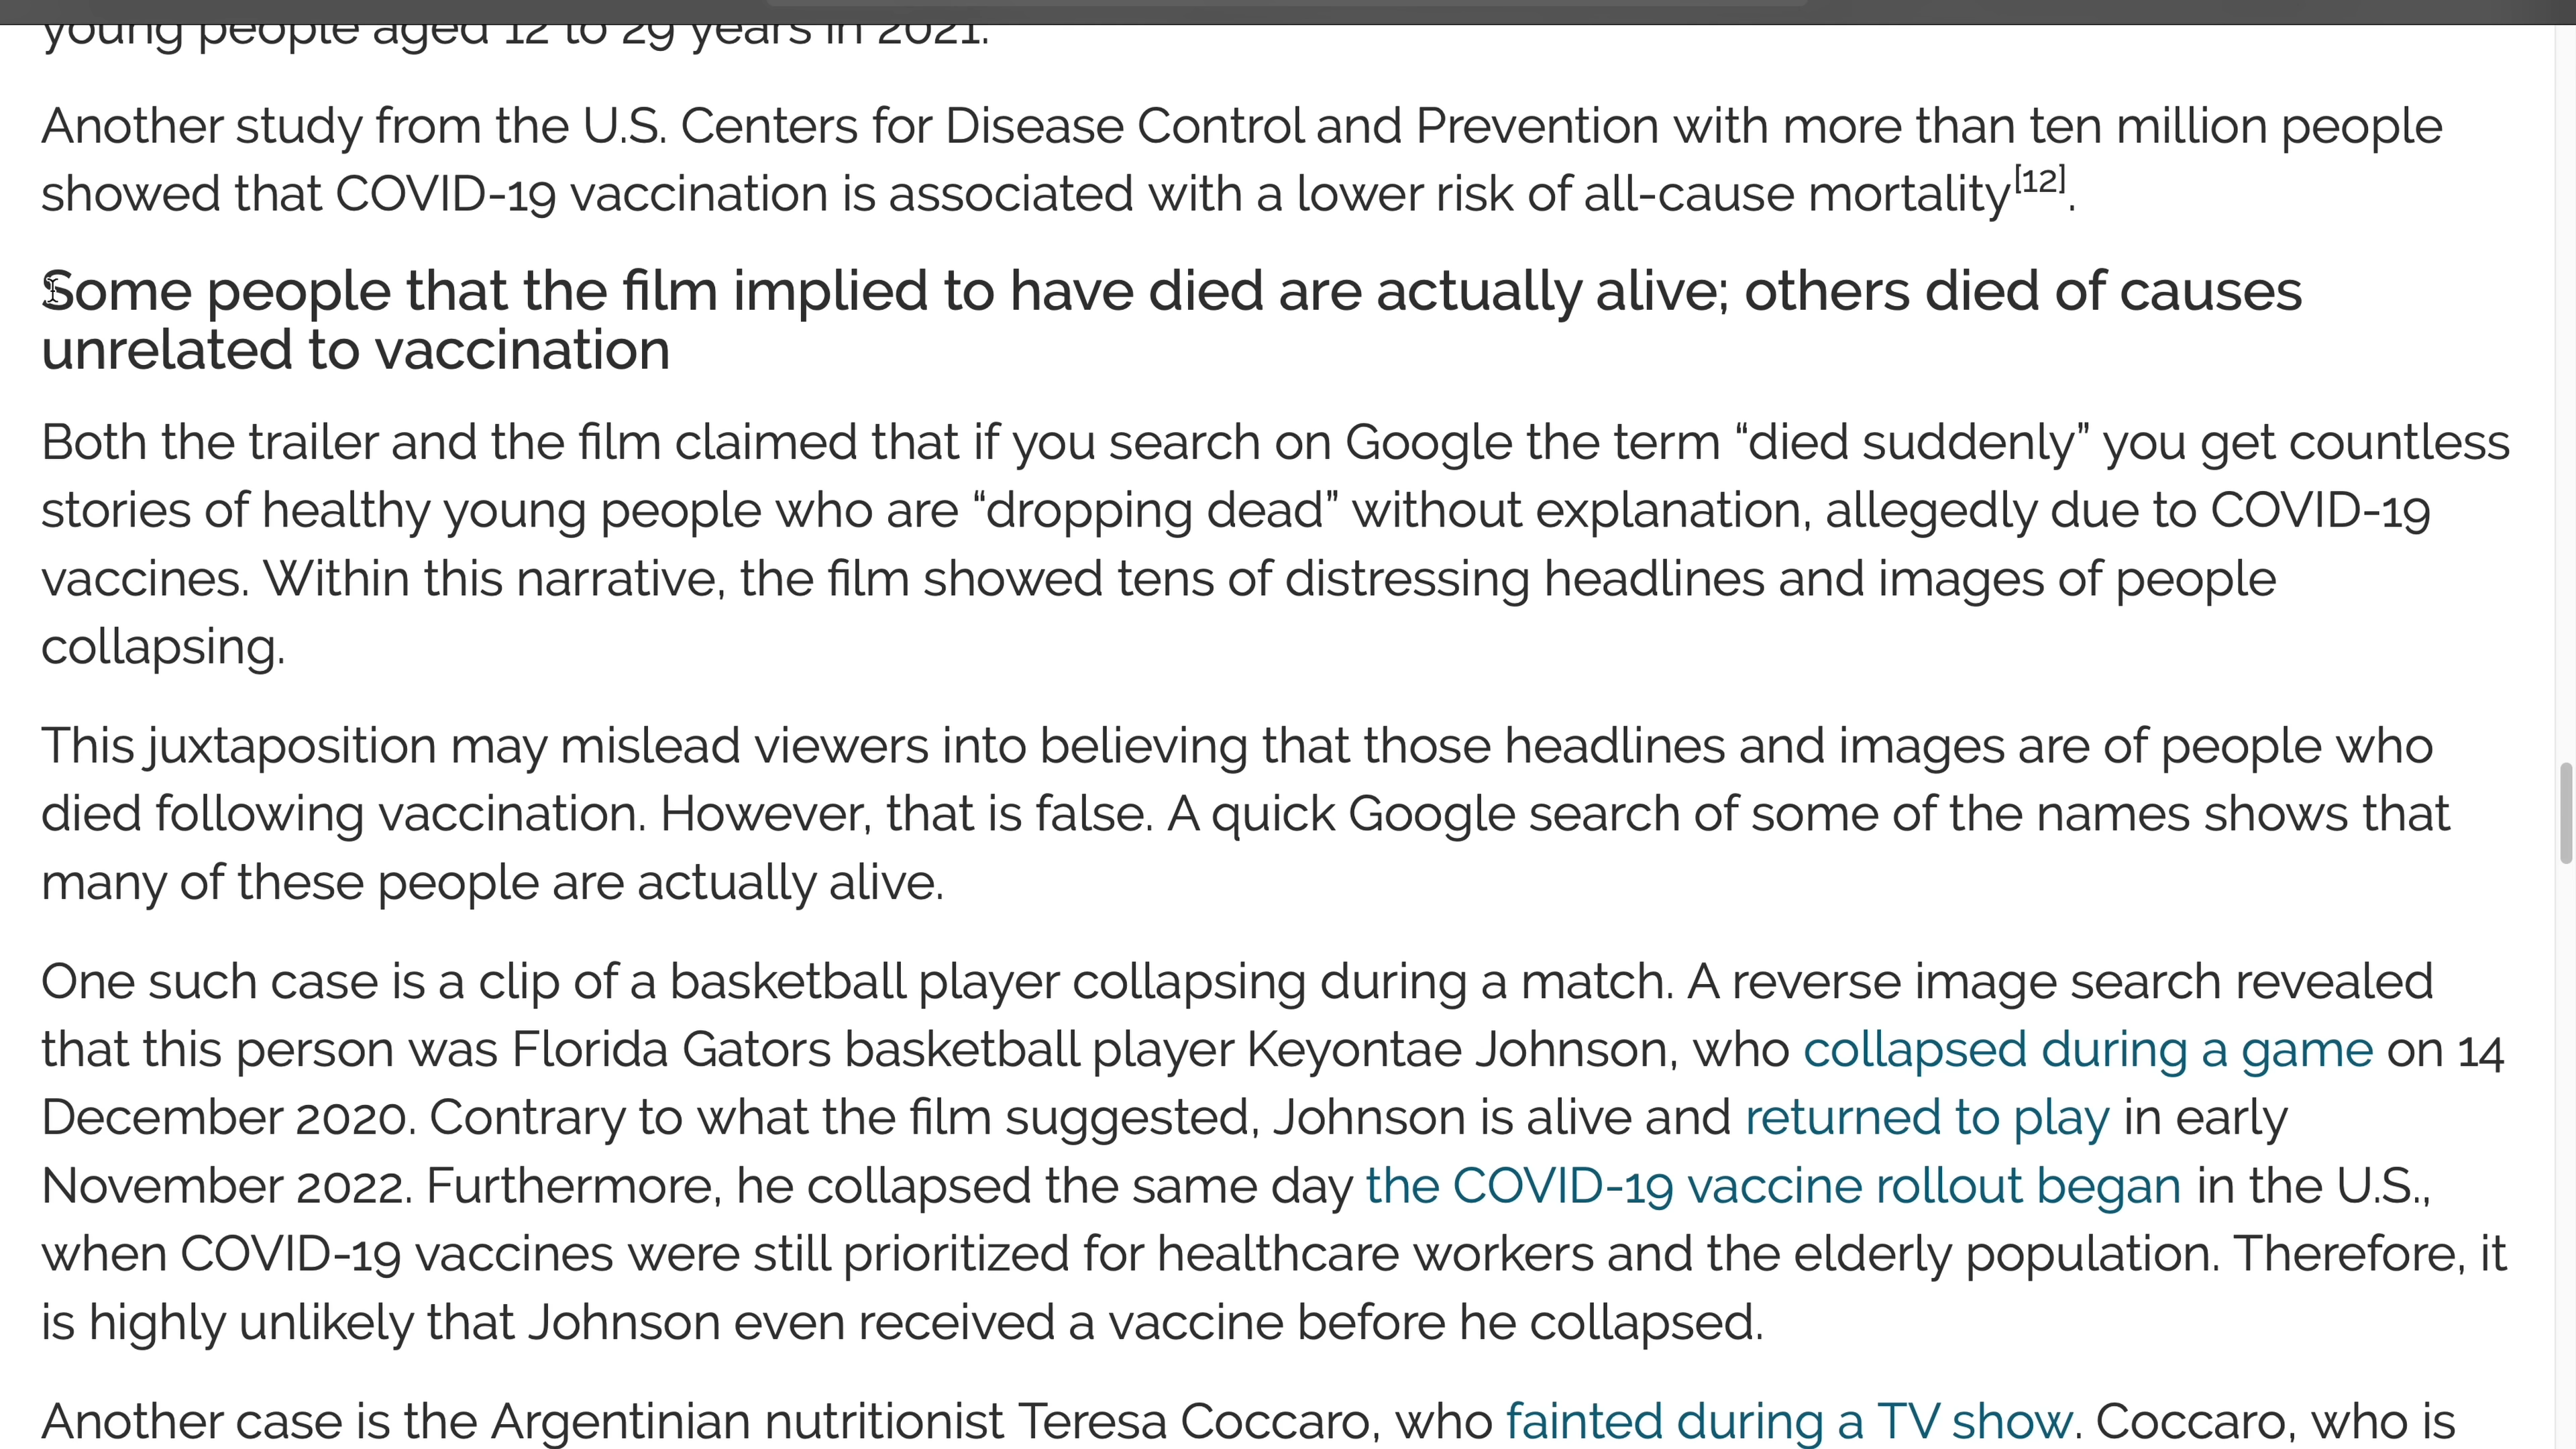 young people aged 12 to 29 years in 2021.
Another study from the U.S. Centers for Disease Control and Prevention with more than ten million people
showed that COVID-19 vaccination is associated with a lower risk of all-cause mortality[12].
Some people that the film implied to have died are actually alive; others died of causes
unrelated to vaccination
Both the trailer and the film claimed that if you search on Google the term “died suddenly” you get countless
stories of healthy young people who are “dropping dead” without explanation, allegedly due to COVID-19
vaccines. Within this narrative, the film showed tens of distressing headlines and images of people
collapsing.
This juxtaposition may mislead viewers into believing that those headlines and images are of people who
died following vaccination. However, that is false. A quick Google search of some of the names shows that
many of these people are actually alive.
One such case is a clip of a basketball player collapsing during a match. A reverse image search revealed
that this person was Florida Gators basketball player Keyontae Johnson, who collapsed during a game on 14
December 2020. Contrary to what the film suggested, Johnson is alive and returned to play in early
November 2022. Furthermore, he collapsed the same day the COVID-19 vaccine rollout began in the U.S.,
when COVID-19 vaccines were still prioritized for healthcare workers and the elderly population. Therefore, it
is highly unlikely that Johnson even received a vaccine before he collapsed.
Another case is the Argentinian nutritionist Teresa Coccaro, who fainted during a TV show. Coccaro, who is